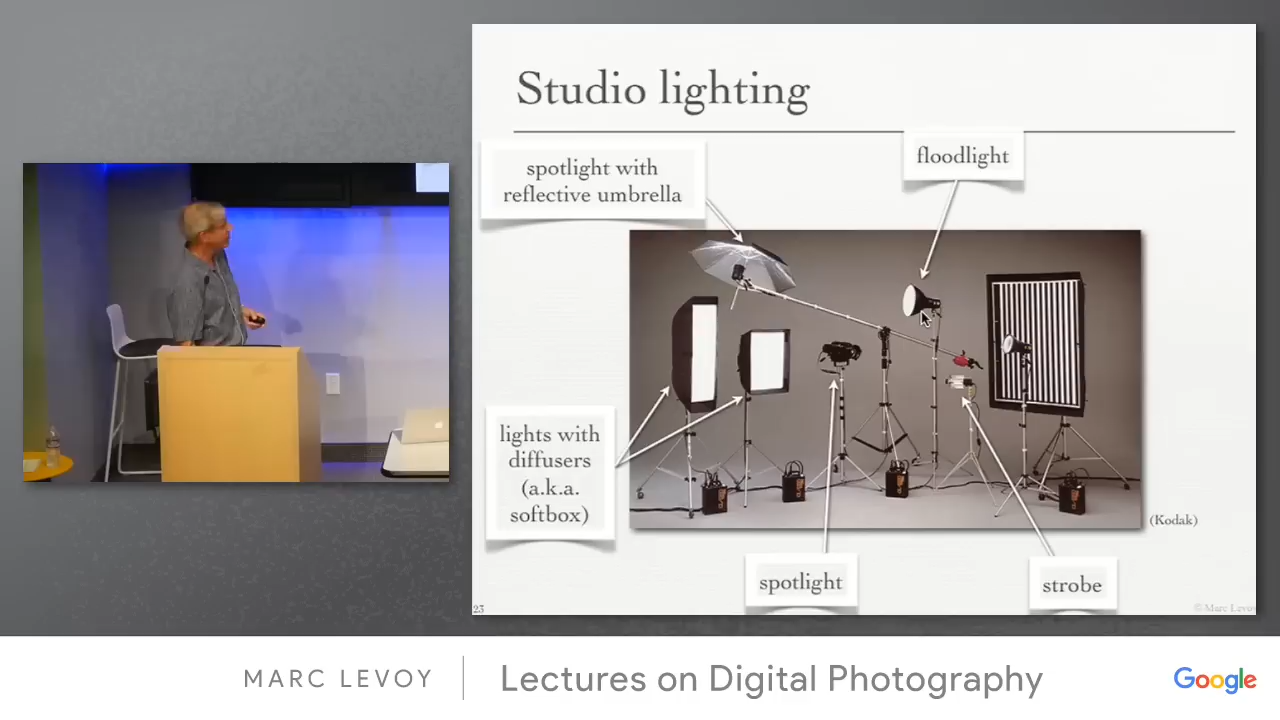 Studio lighting
spotlight with
reflective umbrella
floodlight
lights with
diffusers
(a.k.a.
softbox)
(Kodak)
spotlight
strobe
23
© Marc Levoy
MARC LEVOY
Lectures on Digital Photography
Google